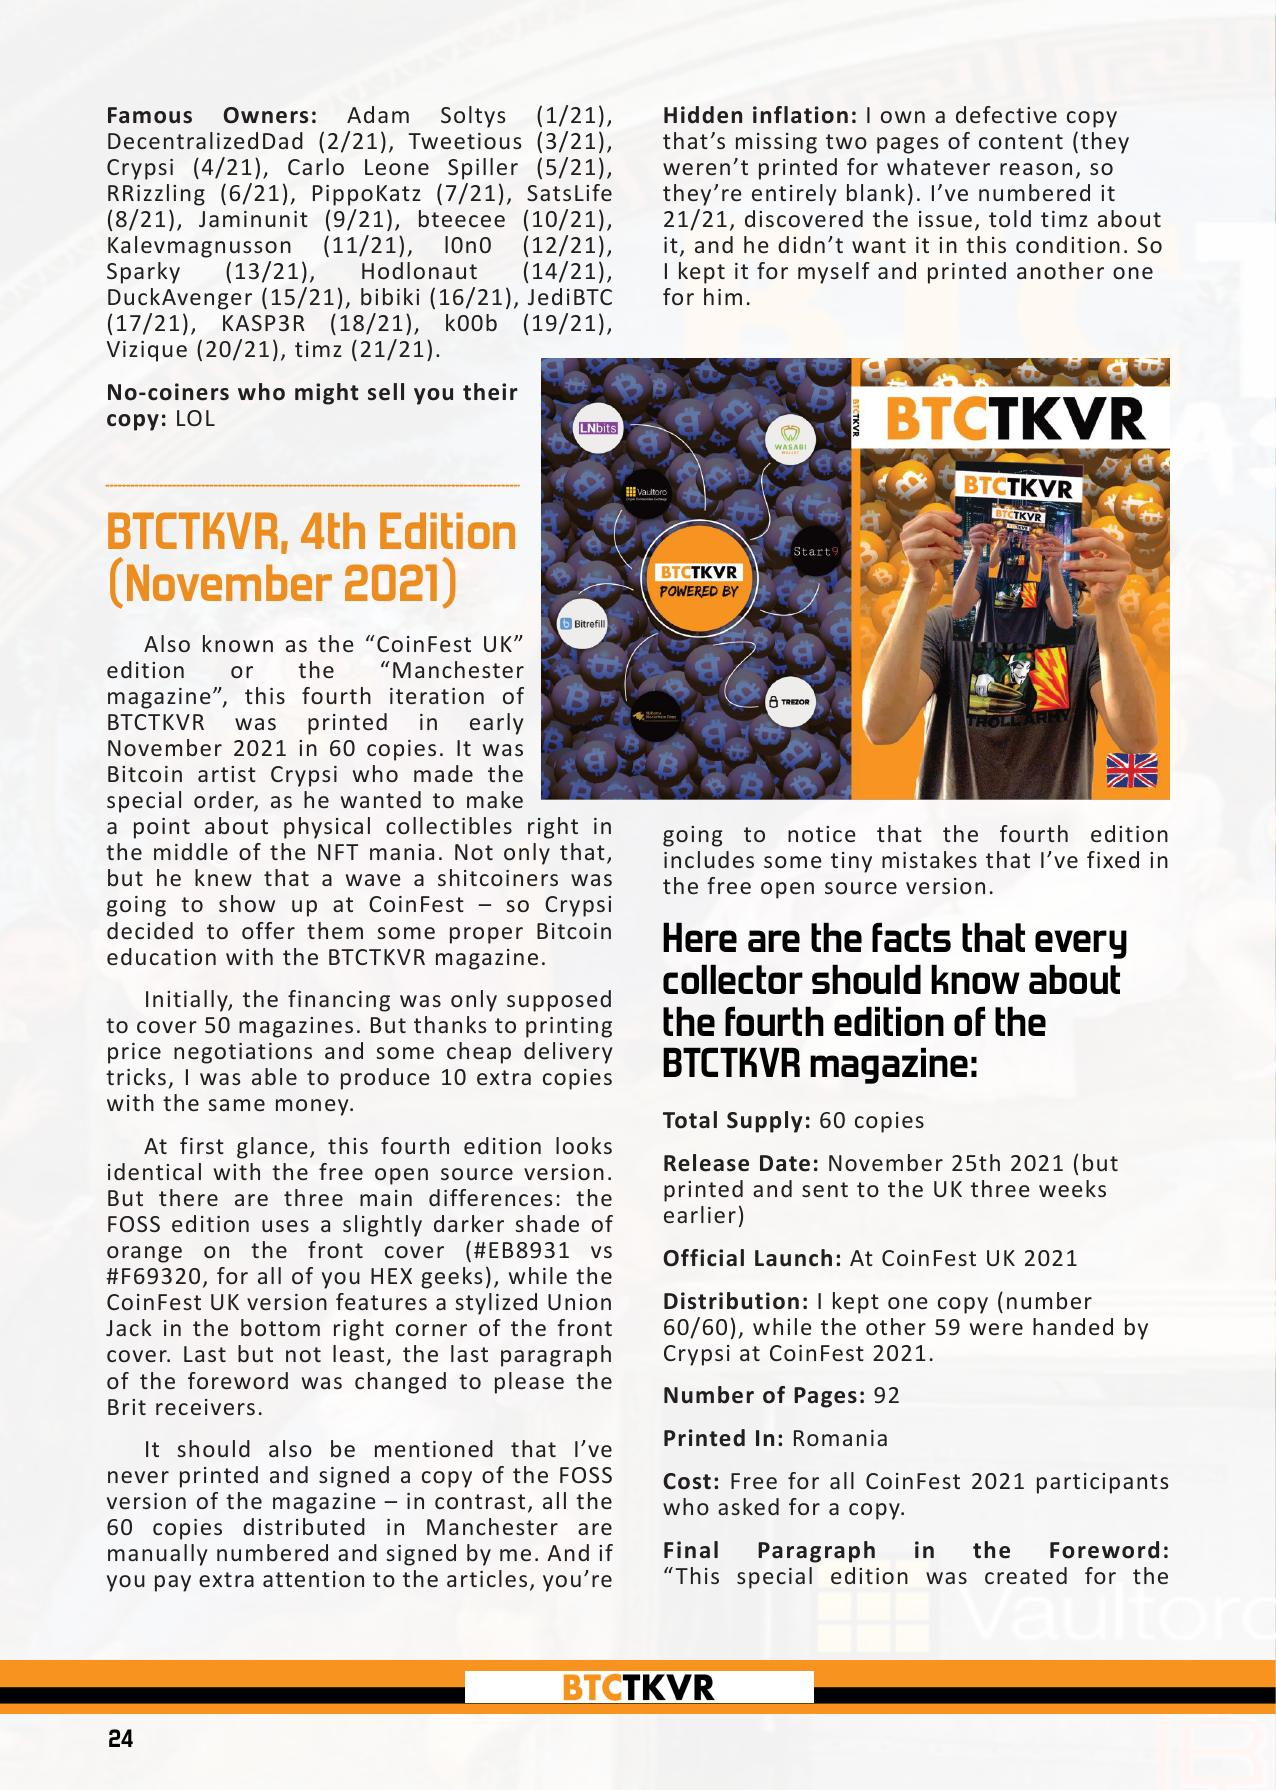 Famous Owners: Adam Soltys (1/21),
DecentralizedDad (2/21), Tweetious (3/21),
Crypsi (4/21), Carlo Leone Spiller (5/21),
RRizzling (6/21), PippoKatz (7/21), SatsLife
(8/21), Jaminunit (9/21), bteecee (10/21),
Kalevmagnusson (11/21), l0n0 (12/21),
Sparky (13/21), Hodlonaut (14/21),
DuckAvenger (15/21), bibiki (16/21), JediBTC
(17/21), KASP3R (18/21), k00b (19/21),
Vizique (20/21), timz (21/21).
No-coiners who might sell you their
copy: LOL
BTCTKVR, 4th Edition
(November 2021)
Also known as the “CoinFest UK”
edition or the “Manchester
magazine”, this fourth iteration of
BTCTKVR was printed in early
November 2021 in 60 copies. It was
Bitcoin artist Crypsi who made the
special order, as he wanted to make
a point about physical collectibles right in
the middle of the NFT mania. Not only that,
but he knew that a wave a shitcoiners was
going to show up at CoinFest – so Crypsi
decided to offer them some proper Bitcoin
education with the BTCTKVR magazine.
Initially, the financing was only supposed
to cover 50 magazines. But thanks to printing
price negotiations and some cheap delivery
tricks, I was able to produce 10 extra copies
with the same money.
At first glance, this fourth edition looks
identical with the free open source version.
But there are three main differences: the
FOSS edition uses a slightly darker shade of
orange on the front cover (#EB8931 vs
#F69320, for all of you HEX geeks), while the
CoinFest UK version features a stylized Union
Jack in the bottom right corner of the front
cover. Last but not least, the last paragraph
of the foreword was changed to please the
Brit receivers.
It should also be mentioned that I’ve
never printed and signed a copy of the FOSS
version of the magazine – in contrast, all the
60 copies distributed in Manchester are
manually numbered and signed by me. And if
you pay extra attention to the articles, you’re
Hidden inflation: I own a defective copy
that’s missing two pages of content (they
weren’t printed for whatever reason, so
they’re entirely blank). I’ve numbered it
21/21, discovered the issue, told timz about
it, and he didn’t want it in this condition. So
I kept it for myself and printed another one
for him.
LNbits
WASABI
WALLET
Vaultoro
Start9
BTCTKVR
POWERED BY
Bitrefill
TREZOR
BTCTKVR
BTCTKVR
BTCTKVR
BTCTKVR
TROLL ARMY
going to notice that the fourth edition
includes some tiny mistakes that I’ve fixed in
the free open source version.
Here are the facts that every
collector should know about
the fourth edition of the
BTCTKVR magazine:
Total Supply: 60 copies
Release Date: November 25th 2021 (but
printed and sent to the UK three weeks
earlier)
Official Launch: At CoinFest UK 2021
Distribution: I kept one copy (number
60/60), while the other 59 were handed by
Crypsi at CoinFest 2021.
Number of Pages: 92
Printed In: Romania
Cost: Free for all CoinFest 2021 participants
who asked for a copy.
Final Paragraph in the Foreword:
“This special edition was created for the
Vaultoro
BTCTKVR
24